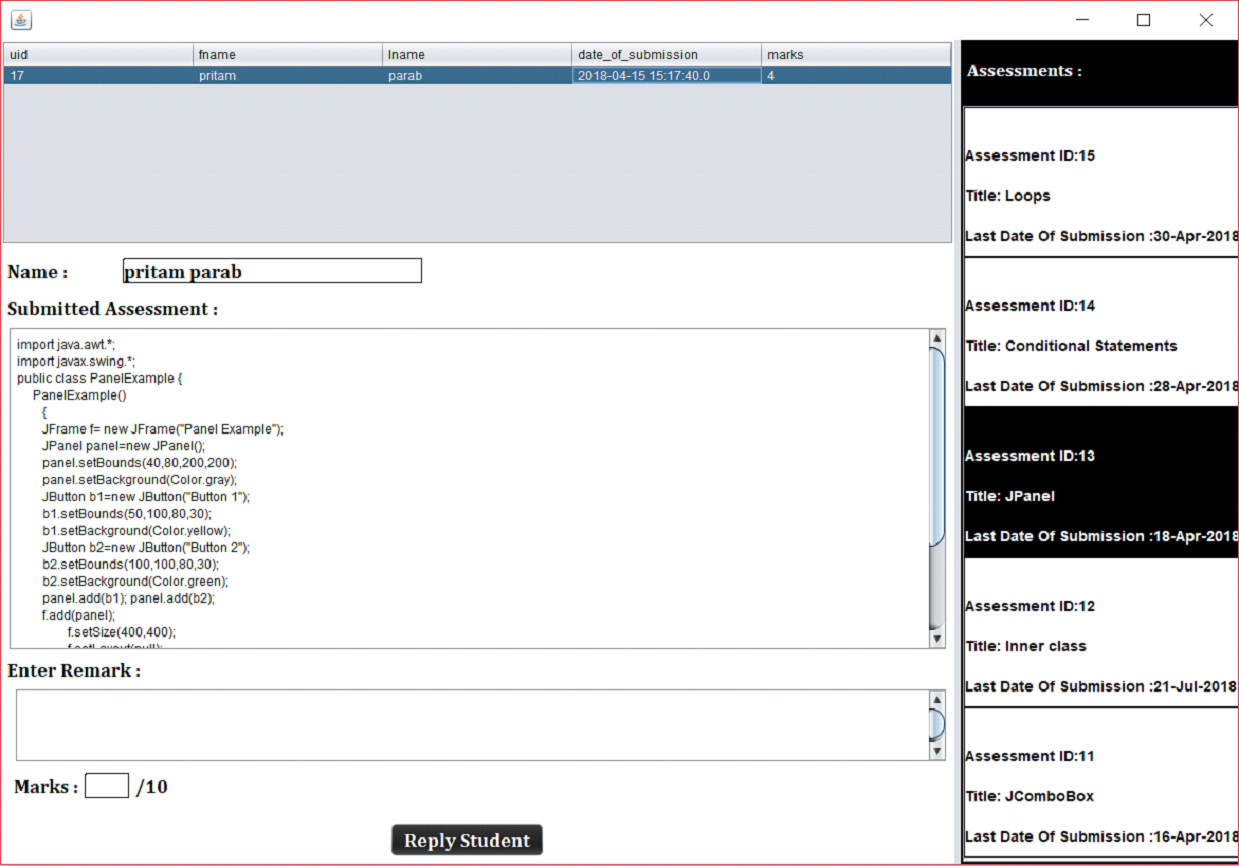 uid fname lname date_of_submission marks
17 pritam parab 2018-04-15 15:17:40.0 4
Name : pritam parab
Submitted Assessment :
import java.awt.*;
import javax.swing.*;
public class PanelExample {
PanelExample()
{
JFrame f= new JFrame("Panel Example");
JPanel panel=new JPanel();
panel.setBounds(40,80,200,200);
panel.setBackground(Color.gray);
JButton b1=new JButton("Button 1");
b1.setBounds(50,100,80,30);
b1.setBackground(Color.yellow);
JButton b2=new JButton("Button 2");
b2.setBounds(100,100,80,30);
b2.setBackground(Color.green);
panel.add(b1); panel.add(b2);
f.add(panel);
f.setSize(400,400);
f.setLayout(null);
Enter Remark :
Marks : /10
Reply Student
Assessments :
Assessment ID:15
Title: Loops
Last Date Of Submission :30-Apr-2018
Assessment ID:14
Title: Conditional Statements
Last Date Of Submission :28-Apr-2018
Assessment ID:13
Title: JPanel
Last Date Of Submission :18-Apr-2018
Assessment ID:12
Title: Inner class
Last Date Of Submission :21-Jul-2018
Assessment ID:11
Title: JComboBox
Last Date Of Submission :16-Apr-2018